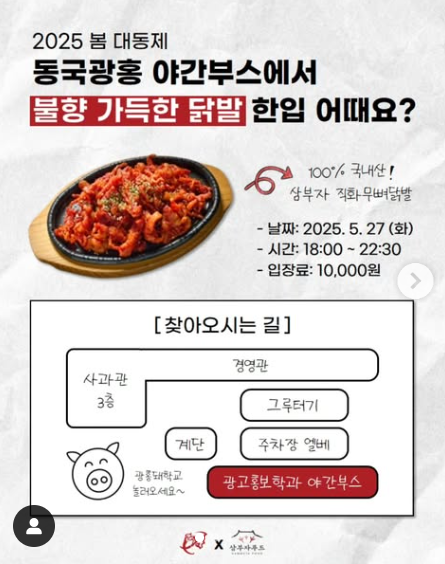 2025 봄 대동제
동국광홍 야간부스에서
불향 가득한 닭발 한입 어때요?
100% 국내산!
삼부자 직화무뼈닭발
- 날짜: 2025. 5. 27 (화)
- 시간: 18:00 ~ 22:30
- 입장료: 10,000원
[찾아오시는 길]
경영관
사과관
3층
그루터기
계단
주차장 엘베
광홍돼학교
놀러오세요~
광고홍보학과 야간부스
X
삼부자푸드